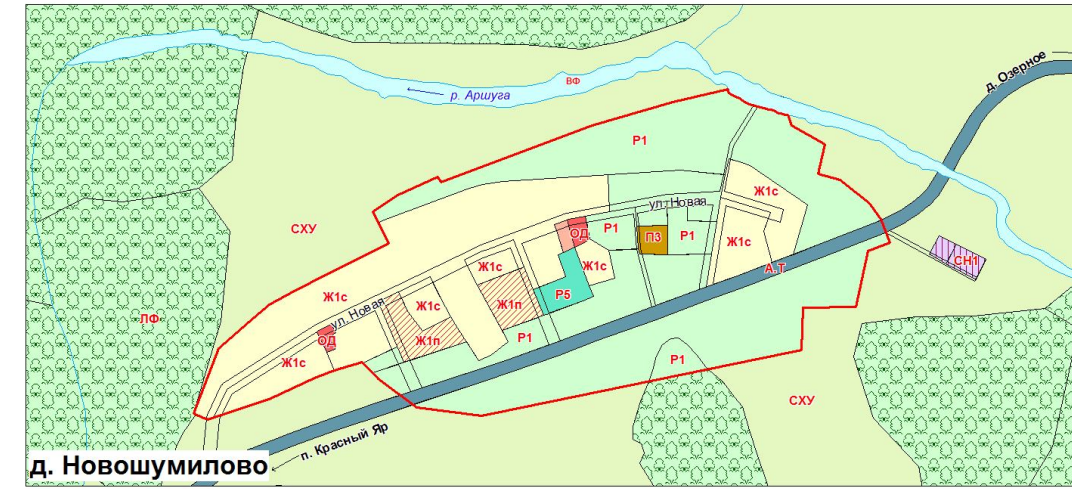 д. Озерное
ВФ
р. Аршуга
Р1
Ж1с
ул. Новая
СХУ
ОД
Р1
П3
Р1
Ж1с
Ж1с
Ж1с
А.Т
СН1
Ж1с
Р5
Ж1с
Ж1п
ЛФ
ул. Новая
ОД
Ж1п
Р1
Ж1с
Р1
СХУ
п. Красный Яр
д. Новошумилово